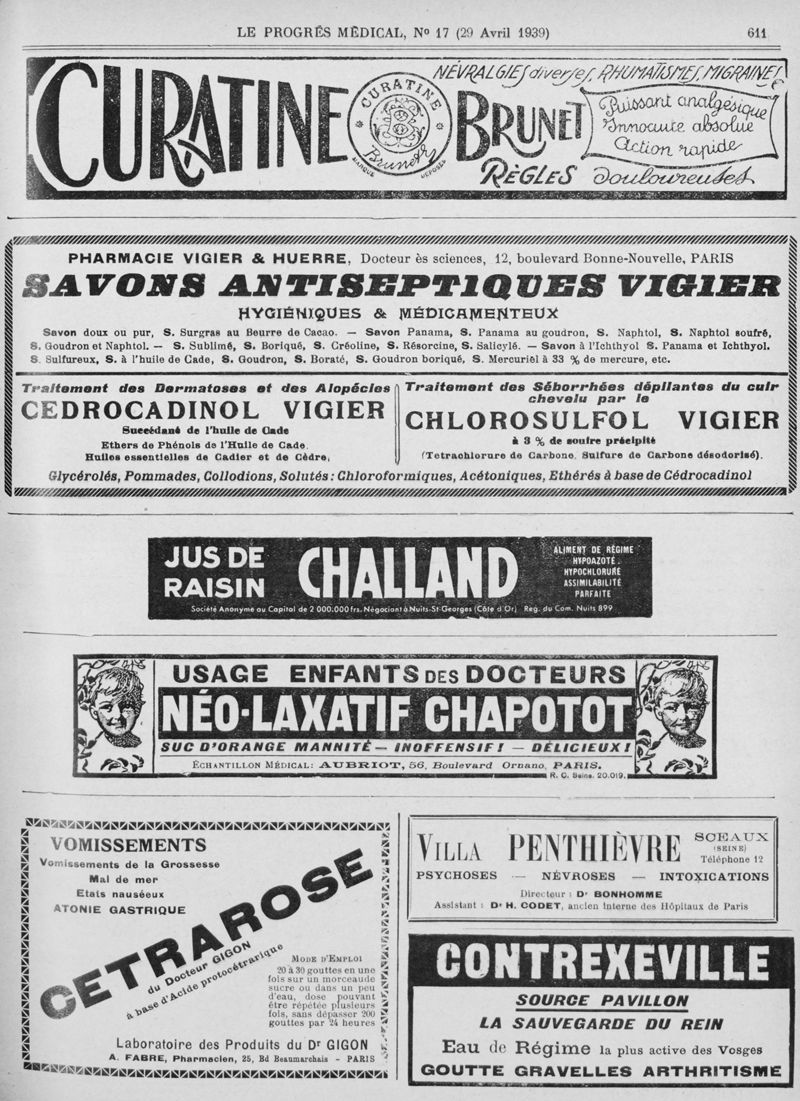 LE PROGRÈS MÉDICAL, No 17 (29 Avril 1939) 611
CURATINE
CURATINE
Brunet
MARQUE DÉPOSÉE
BRUNET
NÉVRALGIES diverses, RHUMATISMES, MIGRAINES
Puissant analgésique
Innocuité absolue
Action rapide
RÈGLES douloureuses
PHARMACIE VIGIER & HUERRE, Docteur ès sciences, 12, boulevard Bonne-Nouvelle, PARIS
SAVONS ANTISEPTIQUES VIGIER
HYGIÉNIQUES & MÉDICAMENTEUX
Savon doux ou pur, S. Surgras au Beurre de Cacao. — Savon Panama, S. Panama au goudron, S. Naphtol, S. Naphtol soufré,
S. Goudron et Naphtol. — S. Sublimé, S. Boriqué, S. Créoline, S. Résorcine, S. Salicylé. — Savon à l'Ichthyol S. Panama et Ichthyol.
S. Sulfureux, S. à l'huile de Cade, S. Goudron, S. Boraté, S. Goudron boriqué, S. Mercuriel à 33 % de mercure, etc.
Traitement des Dermatoses et des Alopécies
CEDROCADINOL VIGIER
Succédané de l'huile de Cade
Ethers de Phénols de l'Huile de Cade.
Huiles essentielles de Cadier et de Cèdre,
Traitement des Séborrhées dépilantes du cuir
chevelu par le
CHLOROSULFOL VIGIER
à 3 % de soufre précipité
(Tetrachlorure de Carbone, Sulfure de Carbone désodorisé).
Glycérolés, Pommades, Collodions, Solutés : Chloroformiques, Acétoniques, Ethérés à base de Cédrocadinol
JUS DE
RAISIN
CHALLAND
ALIMENT DE RÉGIME
HYPOAZOTÉ
HYPOCHLORURÉ
ASSIMILABILITÉ
PARFAITE
Société Anonyme au Capital de 2 000.000 frs. Négociant à Nuits-St-Georges (Côte d'Or) Reg. du Com. Nuits 899
USAGE ENFANTS DES DOCTEURS
NÉO-LAXATIF CHAPOTOT
SUC D'ORANGE MANNITÉ — INOFFENSIF ! — DÉLICIEUX !
ÉCHANTILLON MÉDICAL : AUBRIOT, 56, Boulevard Ornano, PARIS.
R. C. Seine. 20.019.
VOMISSEMENTS
Vomissements de la Grossesse
Mal de mer
Etats nauséeux
ATONIE GASTRIQUE
CETRAROSE
du Docteur GIGON
à base d'Acide protocétrarique
MODE D'EMPLOI
20 à 30 gouttes en une
fois sur un morceau de
sucre ou dans un peu
d'eau, dose pouvant
être répétée plusieurs
fois, sans dépasser 200
gouttes par 24 heures
Laboratoire des Produits du Dr GIGON
A. FABRE, Pharmacien, 25, Bd Beaumarchais - PARIS
VILLA PENTHIÈVRE
SCEAUX
(SEINE)
Téléphone 12
PSYCHOSES — NÉVROSES — INTOXICATIONS
Directeur : Dr BONHOMME
Assistant : Dr H. CODET, ancien interne des Hôpitaux de Paris
CONTREXEVILLE
SOURCE PAVILLON
LA SAUVEGARDE DU REIN
Eau de Régime la plus active des Vosges
GOUTTE GRAVELLES ARTHRITISME